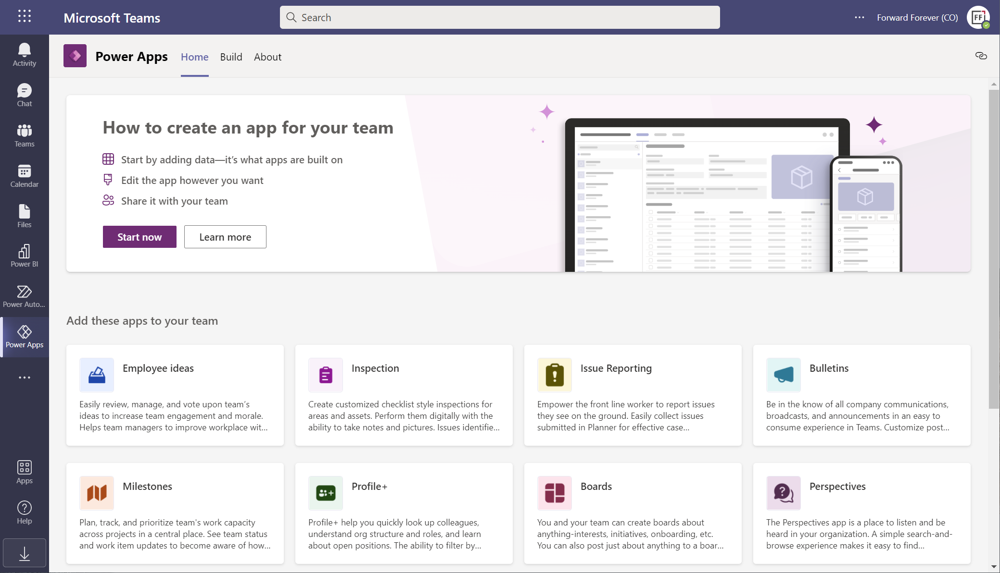 Microsoft Teams
Search
Forward Forever (CO)
FF
Activity
Chat
Teams
Calendar
Files
Power BI
Power Auto...
Power Apps
Apps
Help
Power Apps
Home
Build
About
How to create an app for your team
Start by adding data—it’s what apps are built on
Edit the app however you want
Share it with your team
Start now
Learn more
Add these apps to your team
Employee ideas
Easily review, manage, and vote upon team’s
ideas to increase team engagement and morale.
Helps team managers to improve workplace wit...
Inspection
Create customized checklist style inspections for
areas and assets. Perform them digitally with the
ability to take notes and pictures. Issues identifie...
Issue Reporting
Empower the front line worker to report issues
they see on the ground. Easily collect issues
submitted in Planner for effective case...
Bulletins
Be in the know of all company communications,
broadcasts, and announcements in an easy to
consume experience in Teams. Customize post...
Milestones
Plan, track, and prioritize team's work capacity
across projects in a central place. See team status
and work item updates to become aware of how...
Profile+
Profile+ help you quickly look up colleagues,
understand org structure and roles, and learn
about open positions. The ability to filter by...
Boards
You and your team can create boards about
anything-interests, initiatives, onboarding, etc.
You can also post just about anything to a boar...
Perspectives
The Perspectives app is a place to listen and be
heard in your organization. A simple search-and-
browse experience makes it easy to find...